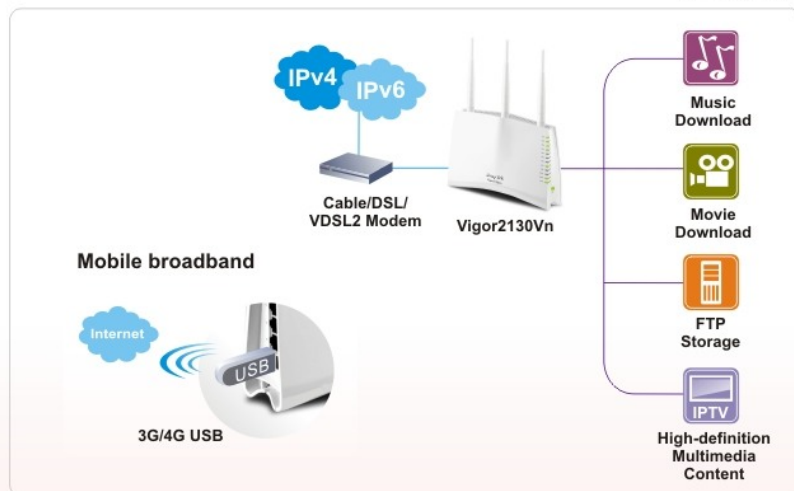 IPv4
IPv6
Cable/DSL/
VDSL2 Modem
Vigor2130Vn
Music
Download
Movie
Download
FTP
Storage
IPTV
High-definition
Multimedia
Content
Mobile broadband
Internet
USB
3G/4G USB